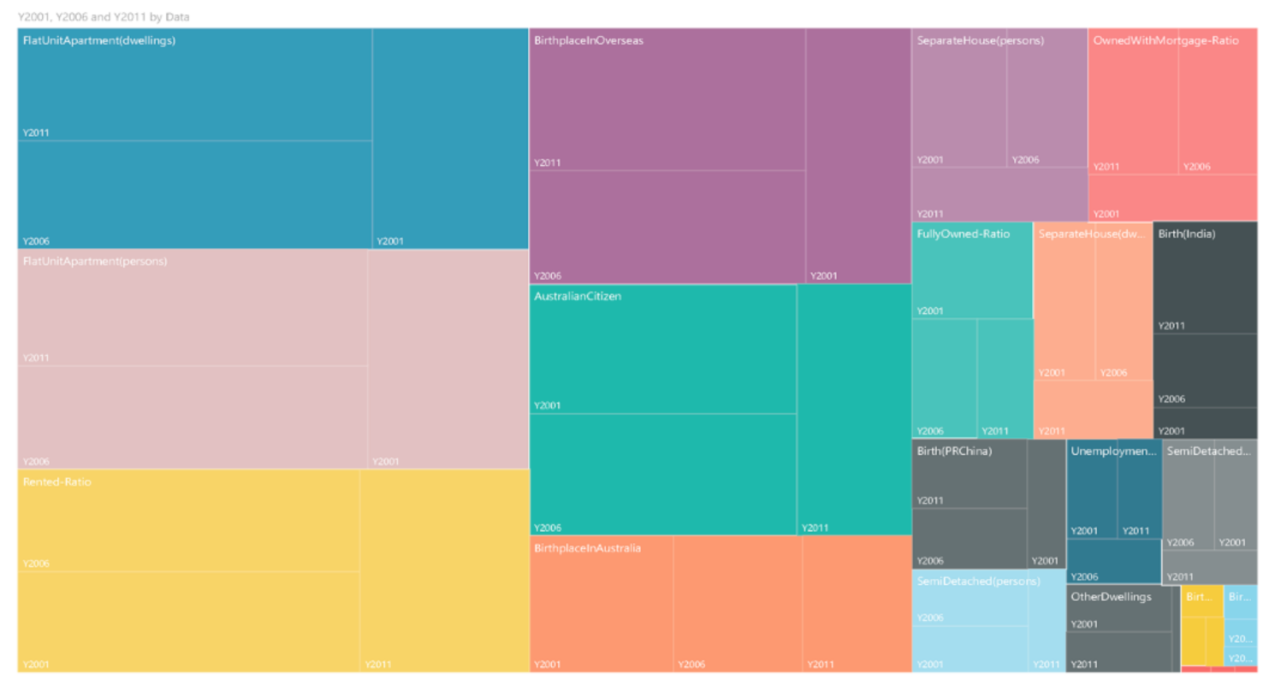 Y2001, Y2006 and Y2011 by Data
FlatUnitApartment(dwellings)
Y2011
Y2006
Y2001
FlatUnitApartment(persons)
Y2011
Y2006
Y2001
Rented-Ratio
Y2006
Y2001
Y2011
BirthplaceInOverseas
Y2011
Y2006
Y2001
AustralianCitizen
Y2001
Y2006
Y2011
BirthplaceInAustralia
Y2001
Y2006
Y2011
SeparateHouse(persons)
Y2001
Y2006
Y2011
OwnedWithMortgage-Ratio
Y2011
Y2006
Y2001
FullyOwned-Ratio
Y2001
Y2006
Y2011
SeparateHouse(dw...
Y2001
Y2006
Y2011
Birth(India)
Y2011
Y2006
Y2001
Birth(PRChina)
Y2011
Y2006
Y2001
Unemploymen...
Y2001
Y2011
Y2006
SemiDetached...
Y2006
Y2001
Y2011
SemiDetached(persons)
Y2006
Y2001
Y2011
OtherDwellings
Y2001
Y2011
Birt...
Bir...
Y20...
Y20...